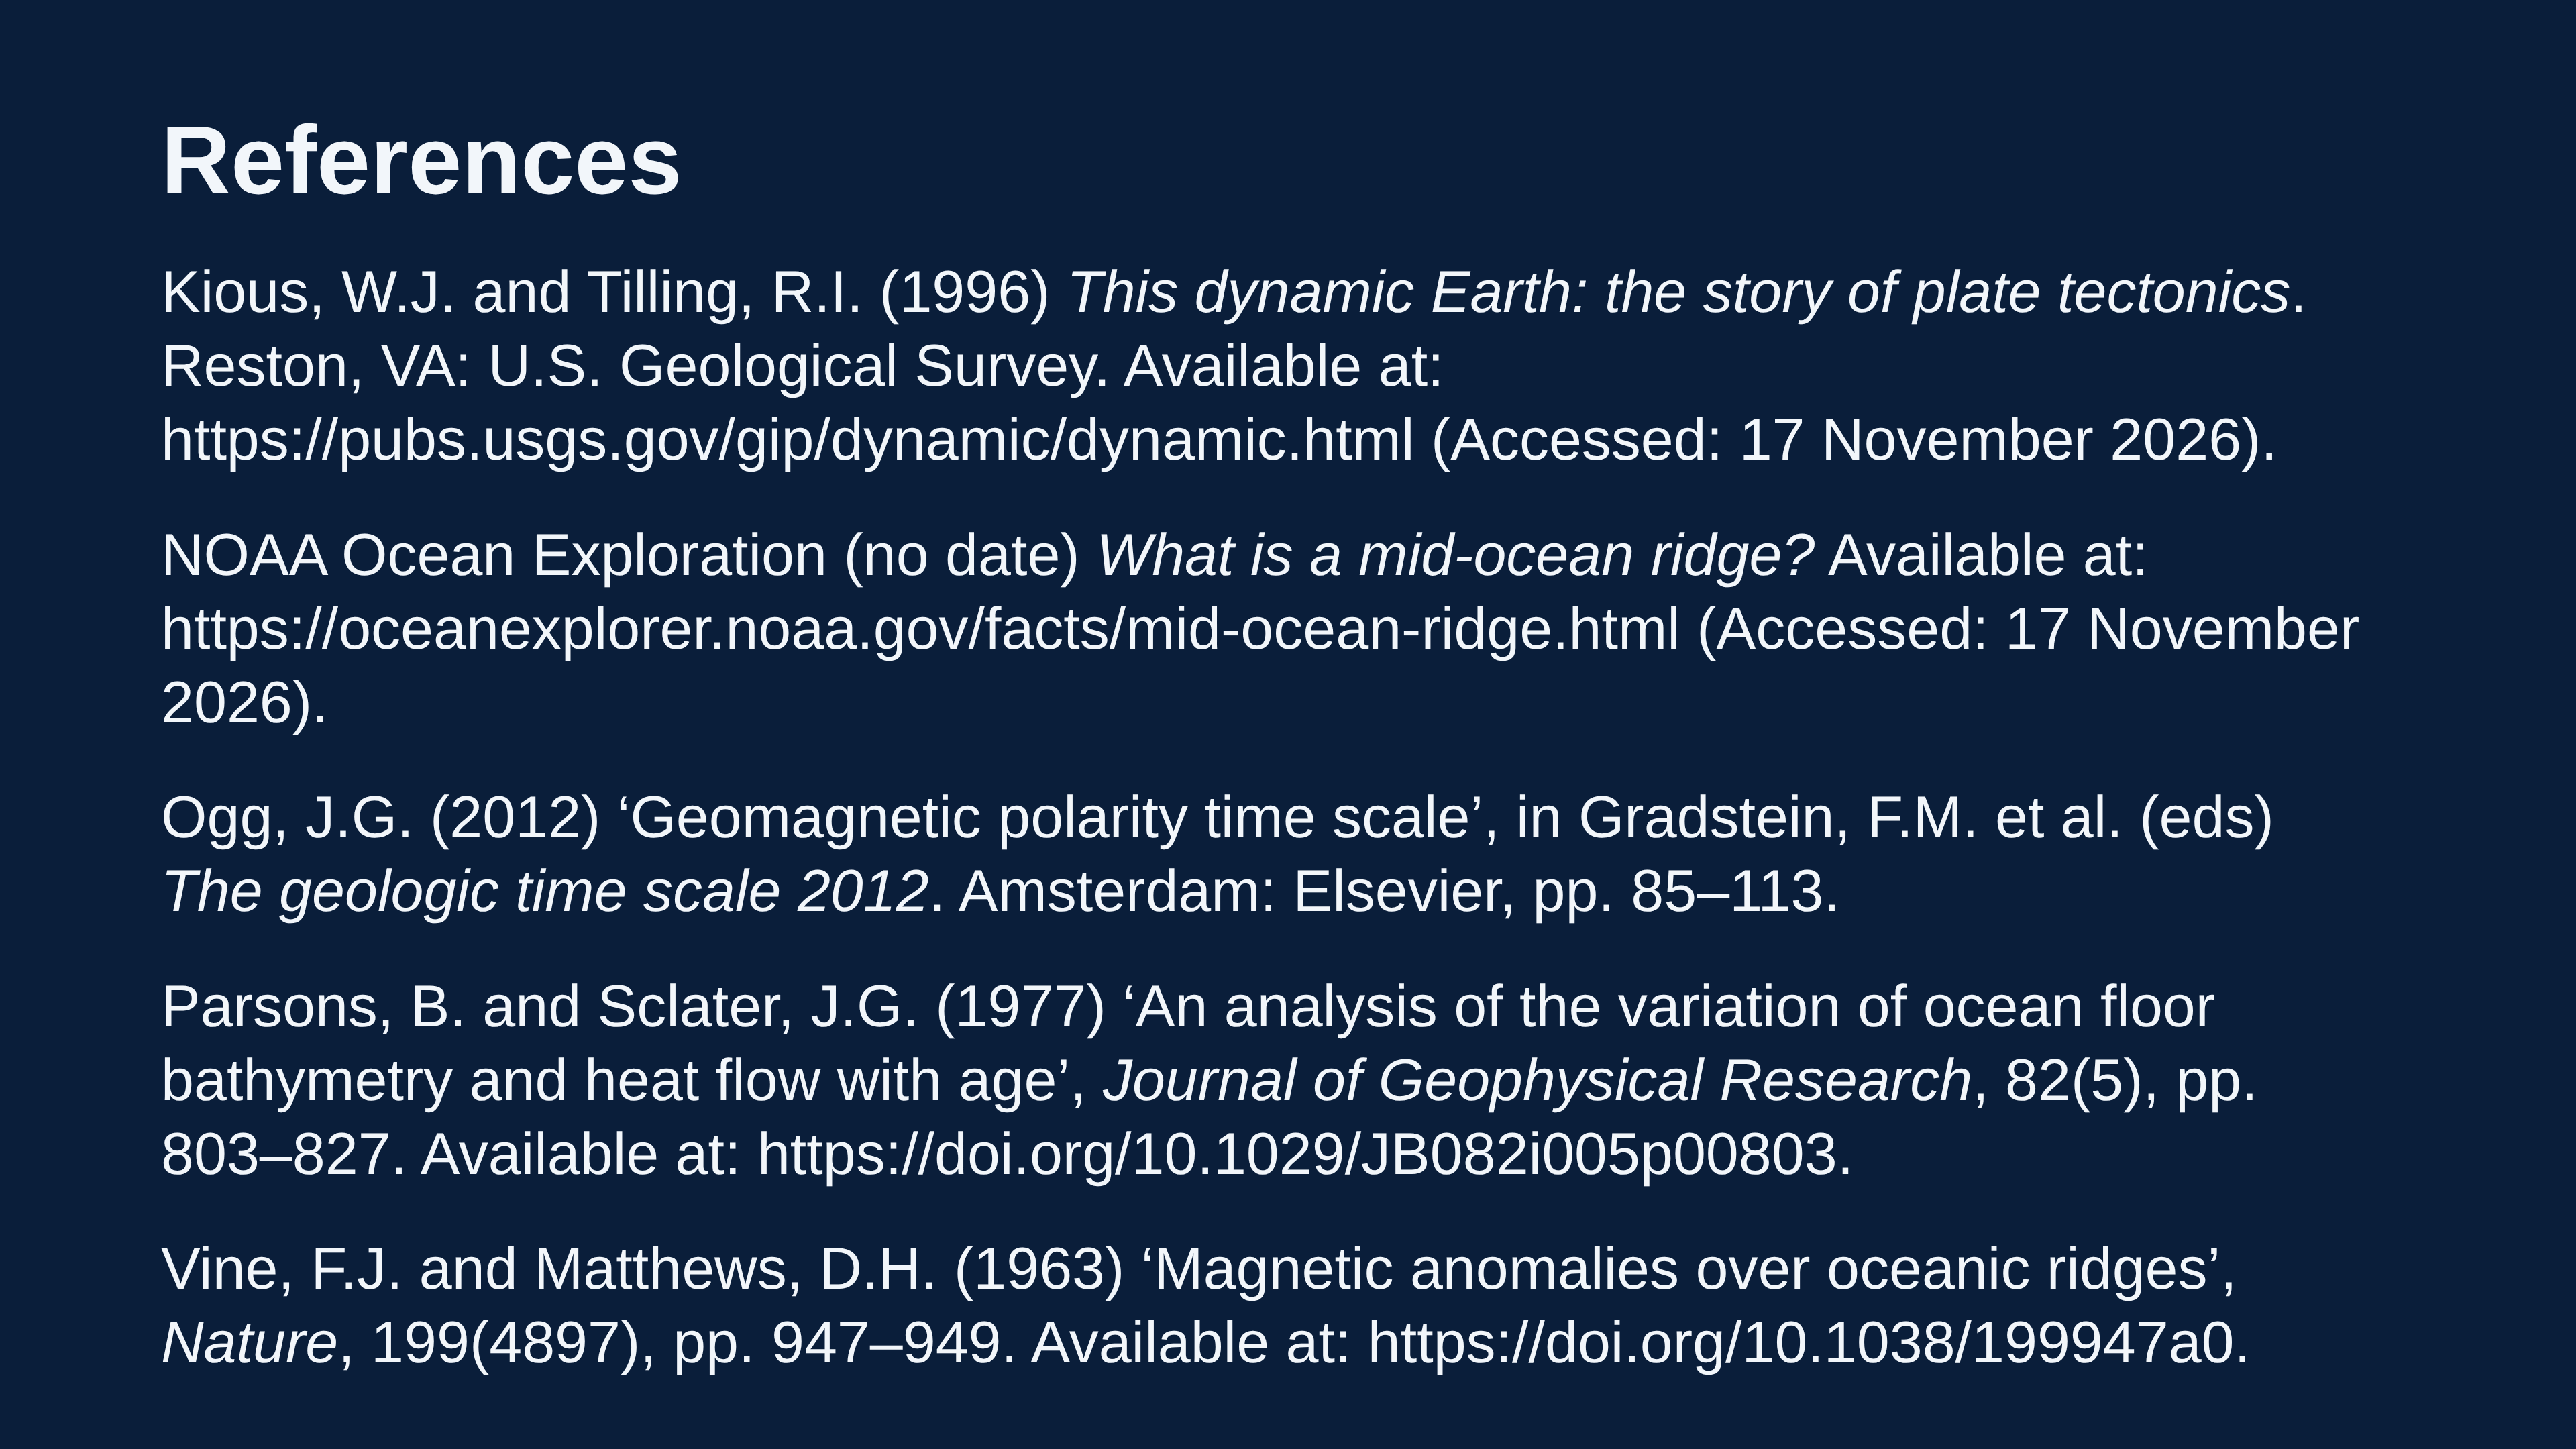 References
Kious, W.J. and Tilling, R.I. (1996) This dynamic Earth: the story of plate tectonics.
Reston, VA: U.S. Geological Survey. Available at:
https://pubs.usgs.gov/gip/dynamic/dynamic.html (Accessed: 17 November 2026).
NOAA Ocean Exploration (no date) What is a mid-ocean ridge? Available at:
https://oceanexplorer.noaa.gov/facts/mid-ocean-ridge.html (Accessed: 17 November
2026).
Ogg, J.G. (2012) ‘Geomagnetic polarity time scale’, in Gradstein, F.M. et al. (eds)
The geologic time scale 2012. Amsterdam: Elsevier, pp. 85–113.
Parsons, B. and Sclater, J.G. (1977) ‘An analysis of the variation of ocean floor
bathymetry and heat flow with age’, Journal of Geophysical Research, 82(5), pp.
803–827. Available at: https://doi.org/10.1029/JB082i005p00803.
Vine, F.J. and Matthews, D.H. (1963) ‘Magnetic anomalies over oceanic ridges’,
Nature, 199(4897), pp. 947–949. Available at: https://doi.org/10.1038/199947a0.